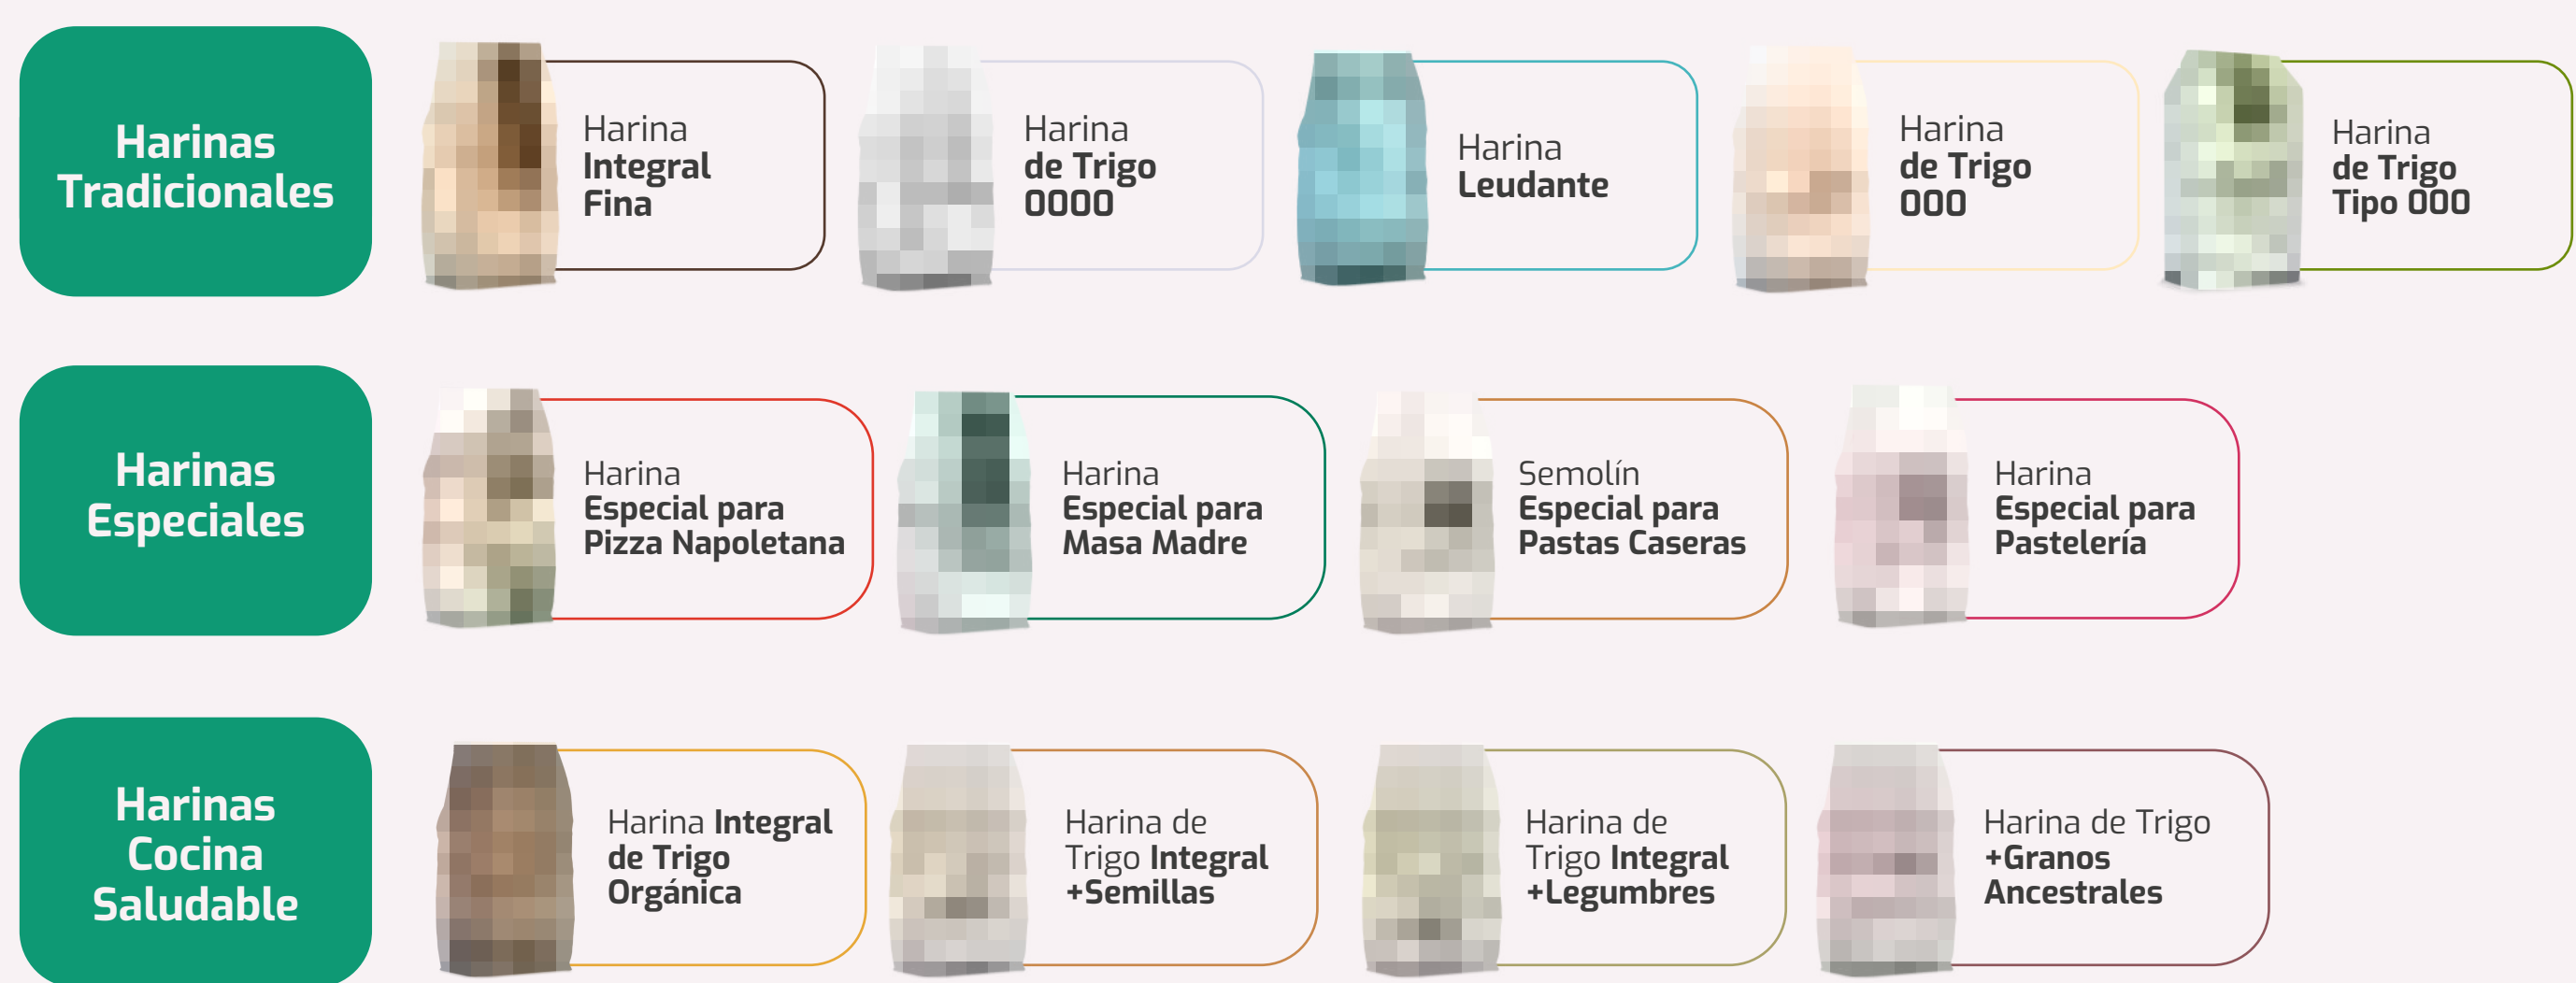 Harinas
Tradicionales
Harina
Integral
Fina
Harina
de Trigo
0000
Harina
Leudante
Harina
de Trigo
000
Harina
de Trigo
Tipo 000
Harinas
Especiales
Harina
Especial para
Pizza Napoletana
Harina
Especial para
Masa Madre
Semolín
Especial para
Pastas Caseras
Harina
Especial para
Pastelería
Harinas
Cocina
Saludable
Harina Integral
de Trigo
Orgánica
Harina de
Trigo Integral
+Semillas
Harina de
Trigo Integral
+Legumbres
Harina de Trigo
+Granos
Ancestrales